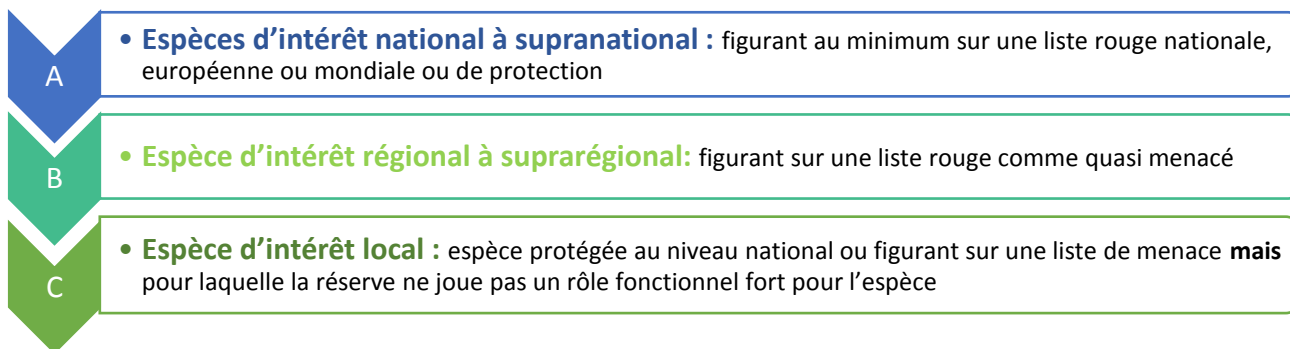 A
• Espèces d’intérêt national à supranational : figurant au minimum sur une liste rouge nationale,
européenne ou mondiale ou de protection
B
• Espèce d’intérêt régional à suprarégional: figurant sur une liste rouge comme quasi menacé
C
• Espèce d’intérêt local : espèce protégée au niveau national ou figurant sur une liste de menace mais
pour laquelle la réserve ne joue pas un rôle fonctionnel fort pour l’espèce